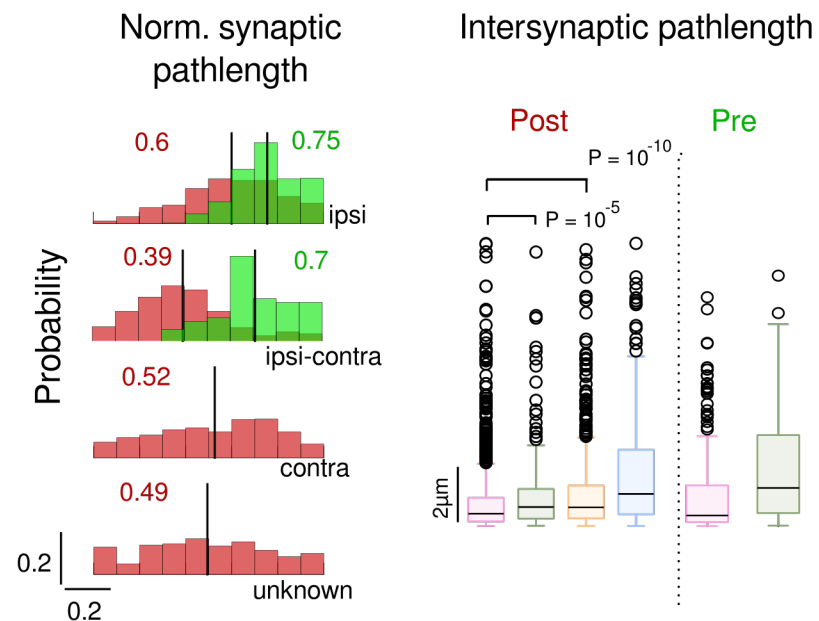 Norm. synaptic
pathlength
Probability
0.6
0.75
ipsi
0.39
0.7
ipsi-contra
0.52
contra
0.49
unknown
0.2
0.2
Intersynaptic pathlength
Post
Pre
P = 10⁻¹⁰
P = 10⁻⁵
2μm